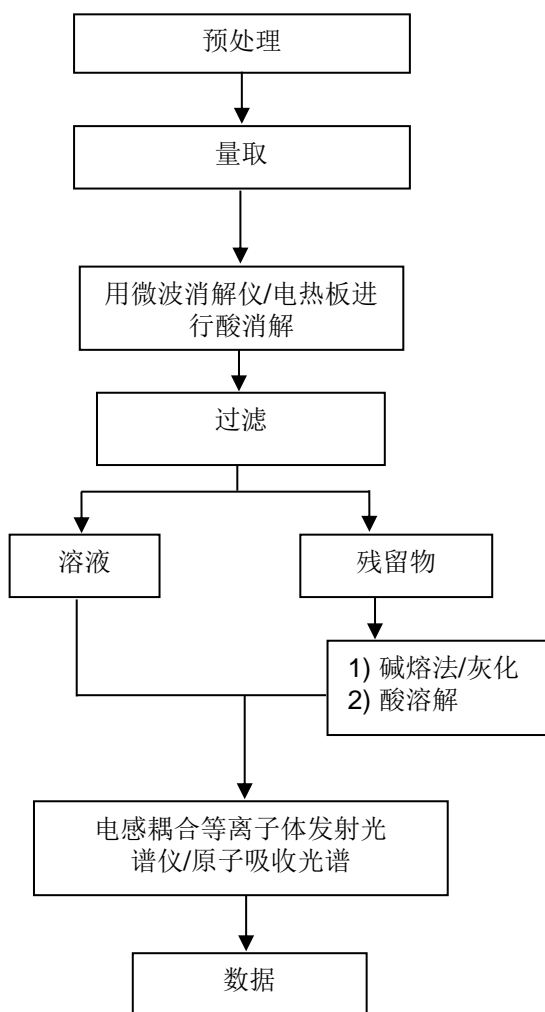 预处理
量取
用微波消解仪/电热板进
行酸消解
过滤
溶液
残留物
1) 碱熔法/灰化
2) 酸溶解
电感耦合等离子体发射光
谱仪/原子吸收光谱
数据